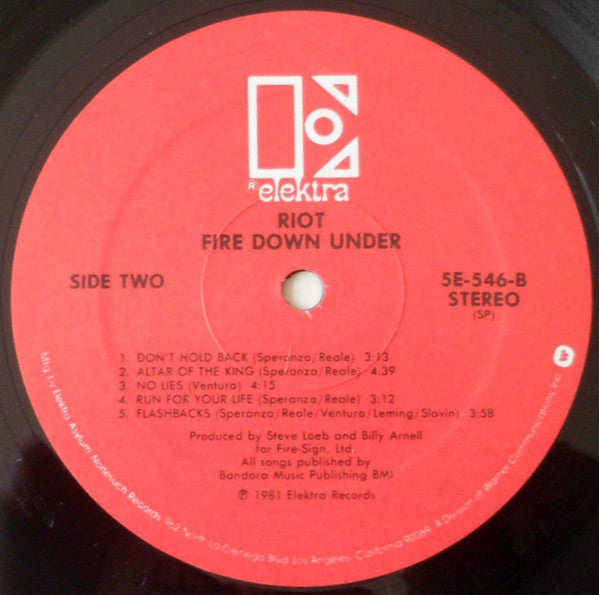 ® elektra
RIOT
FIRE DOWN UNDER
SIDE TWO
5E-546-B
STEREO
(SP)
1. DON'T HOLD BACK (Speranza/Reale) 3:13
2. ALTAR OF THE KING (Speranza/Reale) 4:39
3. NO LIES (Ventura) 4:15
4. RUN FOR YOUR LIFE (Speranza/Reale) 3:12
5. FLASHBACKS (Speranza/Reale/Ventura/Leming/Slavin) 3:58
Produced by Steve Loeb and Billy Arnell
for Fire-Sign, Ltd.
All songs published by
Bandora Music Publishing BMI
℗ 1981 Elektra Records
Mfg. by Elektra Asylum Nonesuch Records, 962 North La Cienega Blvd. Los Angeles, California 90069. A Division of Warner Communications Inc.